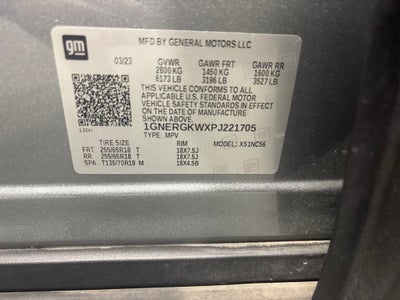 gm
MFD BY GENERAL MOTORS LLC
03/23 GVWR GAWR FRT GAWR RR
2800 KG 1450 KG 1600 KG
6173 LB 3196 LB 3527 LB
THIS VEHICLE CONFORMS TO ALL
APPLICABLE U.S. FEDERAL MOTOR
VEHICLE SAFETY STANDARDS IN EFFECT
ON THE DATE OF MANUFACTURE SHOWN
ABOVE.
1GNERGKWXPJ221705
TYPE: MPV
TIRE SIZE RIM MODEL: X51NC56
FRT 255/65R18 T 18X7.5J
RR 255/65R18 T 18X7.5J
SPA T135/70R18 M 18X4.5B